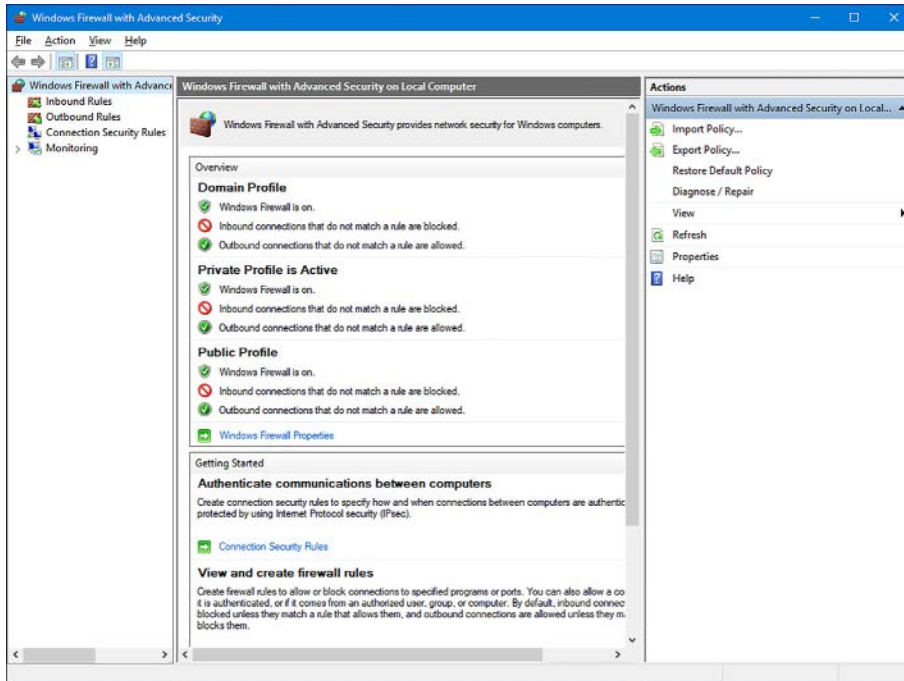 Windows Firewall with Advanced Security
File Action View Help
Windows Firewall with Advance
Inbound Rules
Outbound Rules
Connection Security Rules
Monitoring
Windows Firewall with Advanced Security on Local Computer
Windows Firewall with Advanced Security provides network security for Windows computers.
Overview
Domain Profile
Windows Firewall is on.
Inbound connections that do not match a rule are blocked.
Outbound connections that do not match a rule are allowed.
Private Profile is Active
Windows Firewall is on.
Inbound connections that do not match a rule are blocked.
Outbound connections that do not match a rule are allowed.
Public Profile
Windows Firewall is on.
Inbound connections that do not match a rule are blocked.
Outbound connections that do not match a rule are allowed.
Windows Firewall Properties
Getting Started
Authenticate communications between computers
Create connection security rules to specify how and when connections between computers are authentic
protected by using Internet Protocol security (IPsec).
Connection Security Rules
View and create firewall rules
Create firewall rules to allow or block connections to specified programs or ports. You can also allow a co
it is authenticated, or if it comes from an authorized user, group, or computer. By default, inbound connec
blocked unless they match a rule that allows them, and outbound connections are allowed unless they m
blocks them.
Actions
Windows Firewall with Advanced Security on Local...
Import Policy...
Export Policy...
Restore Default Policy
Diagnose / Repair
View
Refresh
Properties
Help